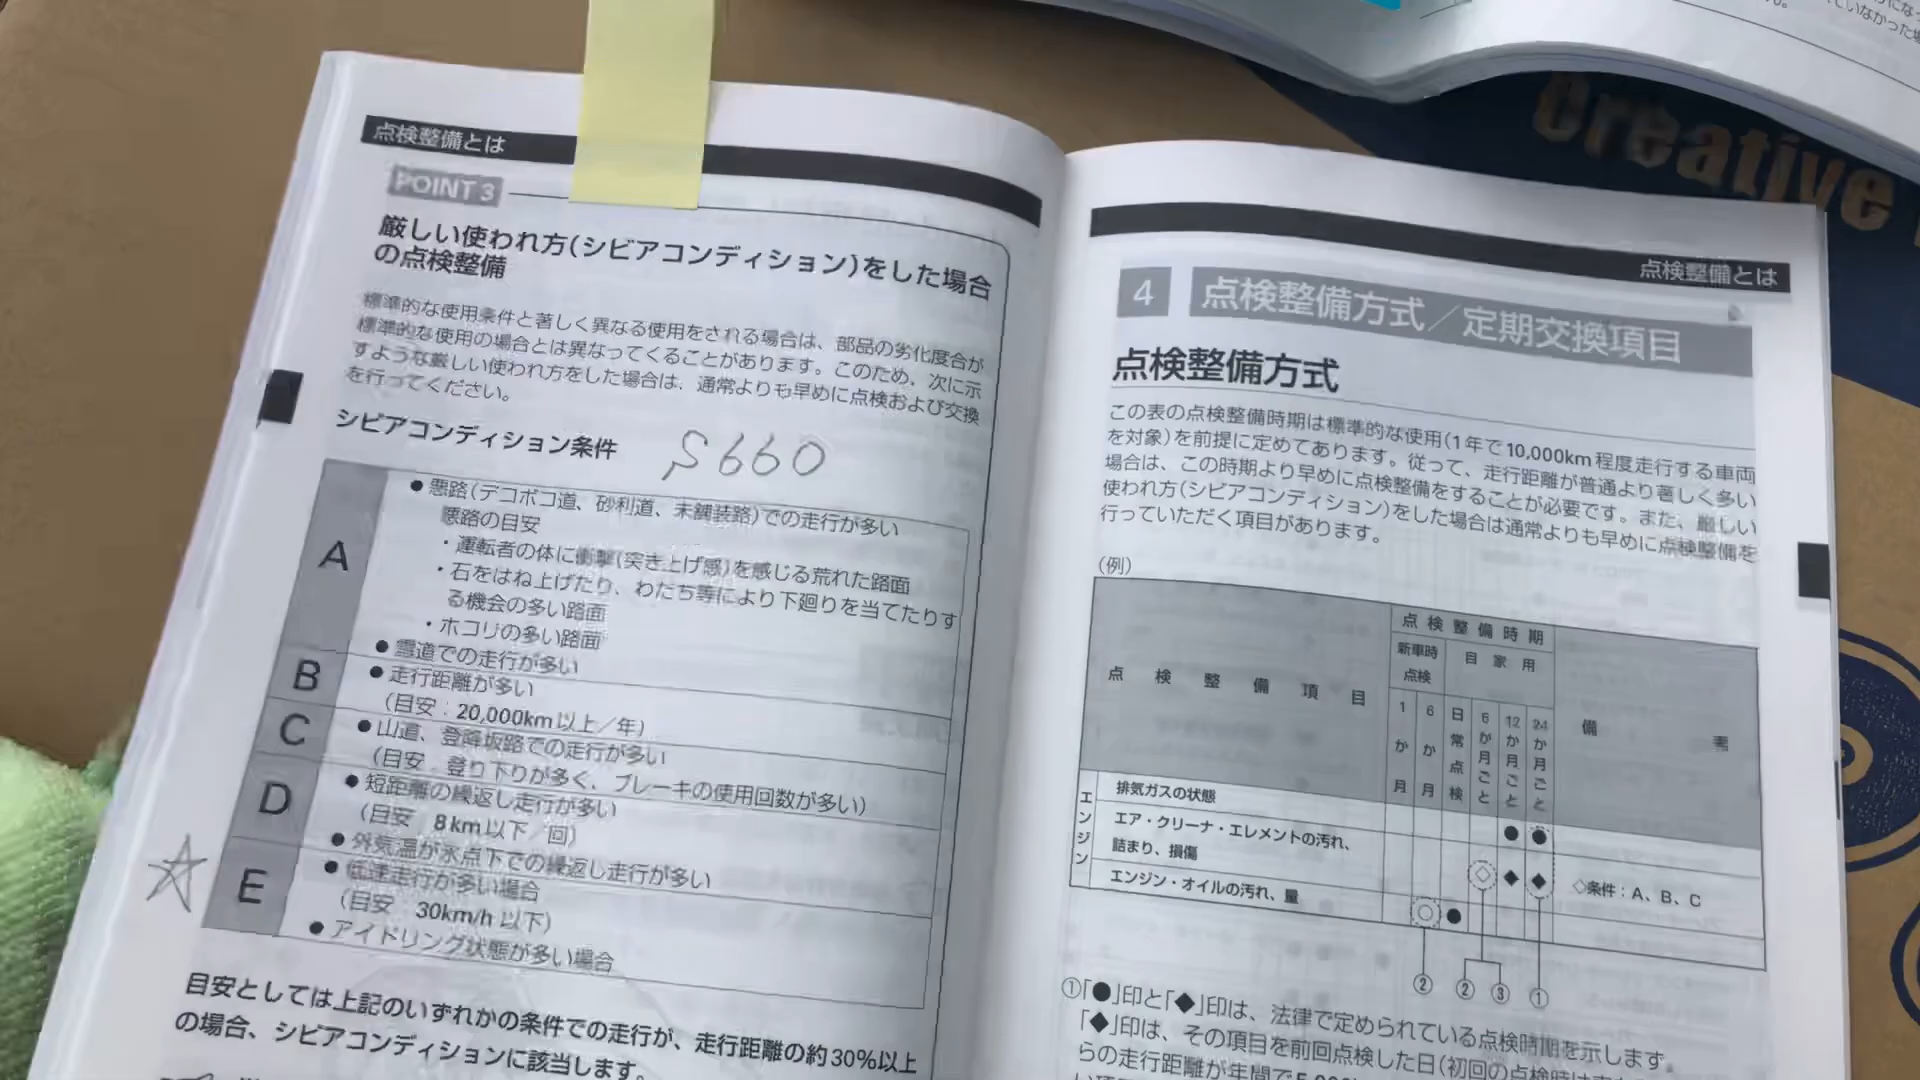 点検整備とは
POINT 3
厳しい使われ方(シビアコンディション)をした場合
の点検整備
標準的な使用条件と著しく異なる使用をされる場合は、部品の劣化度合が
標準的な使用の場合とは異なってくることがあります。このため、次に示
すような厳しい使われ方をした場合は、通常よりも早めに点検および交換
を行ってください。
シビアコンディション条件
S660
A
●悪路(デコボコ道、砂利道、未舗装路)での走行が多い
悪路の目安
・運転者の体に衝撃(突き上げ感)を感じる荒れた路面
・石をはね上げたり、わだち等により下廻りを当てたりす
る機会の多い路面
・ホコリの多い路面
●雪道での走行が多い
B
●走行距離が多い
(目安：20,000km以上／年)
C
●山道、登降坂路での走行が多い
(目安 登り下りが多く、ブレーキの使用回数が多い)
D
●短距離の繰返し走行が多い
(目安 8km以下／回)
●外気温が氷点下での繰返し走行が多い
E
●低速走行が多い場合
(目安 30km/h以下)
●アイドリング状態が多い場合
目安としては上記のいずれかの条件での走行が、走行距離の約30%以上
の場合、シビアコンディションに該当します。
点検整備とは
4 点検整備方式／定期交換項目
点検整備方式
この表の点検整備時期は標準的な使用(1年で10,000km程度走行する車両
を対象)を前提に定めてあります。従って、走行距離が普通より著しく多い
場合は、この時期より早めに点検整備をすることが必要です。また、厳しい
使われ方(シビアコンディション)をした場合は通常よりも早めに点検整備を
行っていただく項目があります。
(例)
点検整備項目
点検整備時期
新車時
点検
自家用
1か月
6か月
日常点検
6か月ごと
12か月ごと
24か月ごと
備考
エンジン
排気ガスの状態
● ●
エア・クリーナ・エレメントの汚れ、
詰まり、損傷
◇ ◆ ◆ ◇条件：A、B、C
エンジン・オイルの汚れ、量
○ ●
② ② ③ ①
①「●」印と「◆」印は、法律で定められている点検時期を示します。
「◆」印は、その項目を前回点検した日(初回の点検時は
らの走行距離が年間で
Creative